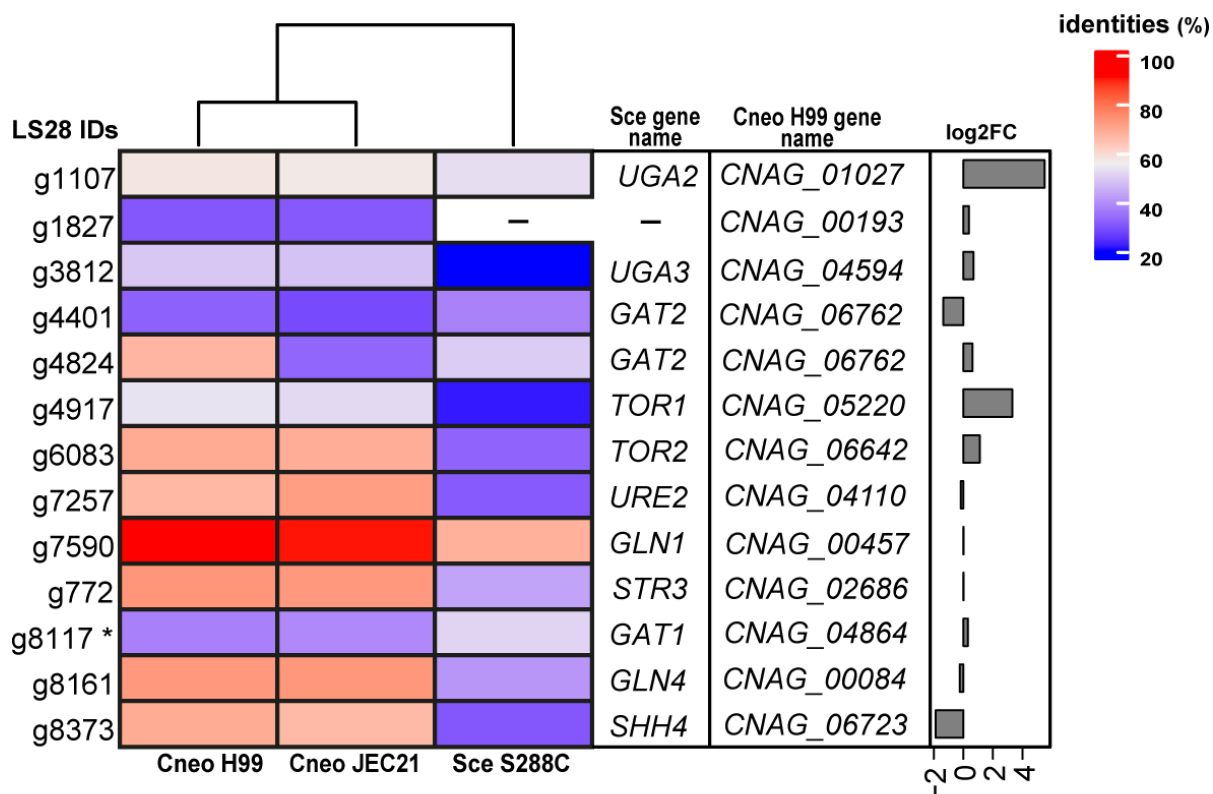 identities (%)
100
80
60
40
20
LS28 IDs
Sce gene
name
Cneo H99 gene
name
log2FC
g1107 UGA2 CNAG_01027
g1827 – – CNAG_00193
g3812 UGA3 CNAG_04594
g4401 GAT2 CNAG_06762
g4824 GAT2 CNAG_06762
g4917 TOR1 CNAG_05220
g6083 TOR2 CNAG_06642
g7257 URE2 CNAG_04110
g7590 GLN1 CNAG_00457
g772 STR3 CNAG_02686
g8117 * GAT1 CNAG_04864
g8161 GLN4 CNAG_00084
g8373 SHH4 CNAG_06723
Cneo H99 Cneo JEC21 Sce S288C
–2 0 2 4